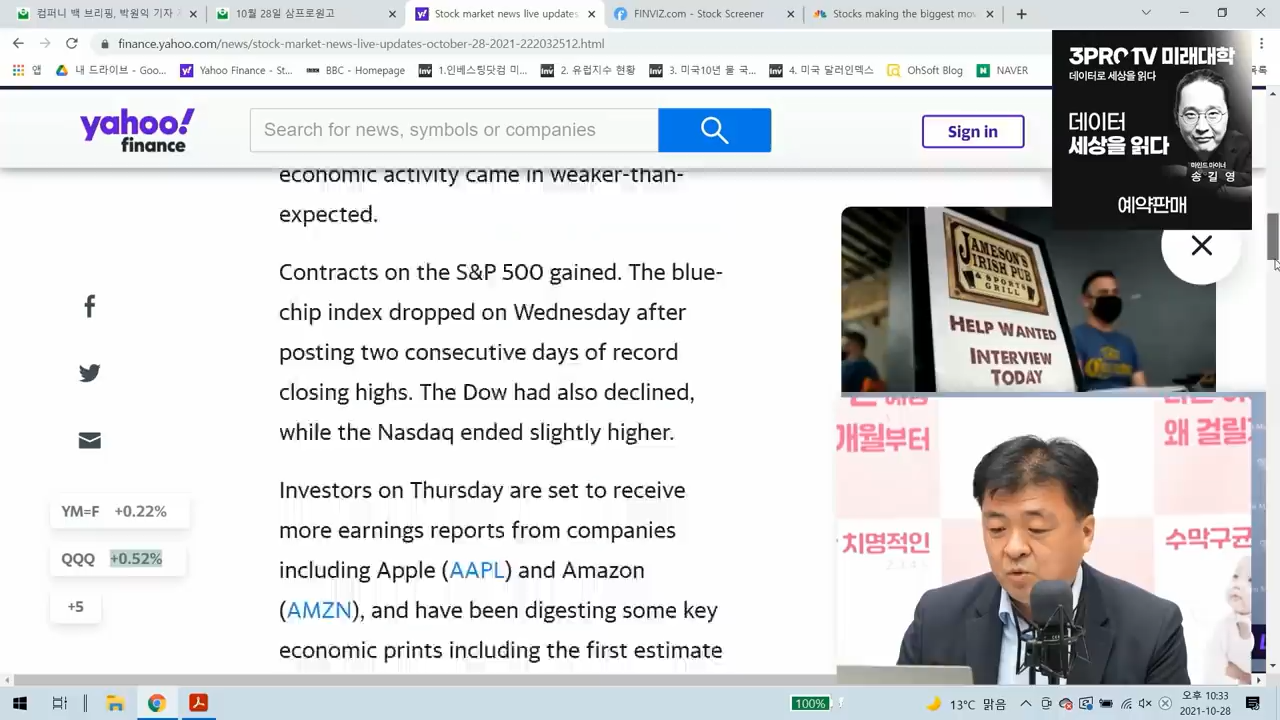 컴퍼니 백 브리핑, 박원의 기자 ㅈ
10월 28일 삼프로원고
Stock market news live updates
FINVIZ.com - Stock Screener
Stocks making the biggest mov
finance.yahoo.com/news/stock-market-news-live-updates-october-28-2021-222032512.html
앱
내 드라이브 - Goo...
Yahoo Finance - St...
BBC - Homepage
1.인베스팅닷컴 미...
2. 유럽지수 현황
3. 미국10년 물 국...
4. 미국 달러인덱스
OhSoft Blog
NAVER
목록
3PRO TV 미래대학
데이터로 세상을 읽다
데이터
세상을 읽다
마인드 마이너
송 길 영
예약판매
yahoo!
finance
Search for news, symbols or companies
Sign in
economic activity came in weaker-than-
expected.
Contracts on the S&P 500 gained. The blue-
chip index dropped on Wednesday after
posting two consecutive days of record
closing highs. The Dow had also declined,
while the Nasdaq ended slightly higher.
Investors on Thursday are set to receive
more earnings reports from companies
including Apple (AAPL) and Amazon
(AMZN), and have been digesting some key
economic prints including the first estimate
YM=F +0.22%
QQQ +0.52%
+5
JAMESON'S
IRISH PUB
& SPORTS
GRILL
HELP WANTED
INTERVIEW
TODAY
개월부터
왜 걸릴
치명적인
수막구균
100%
13℃ 맑음
오후 10:33
2021-10-28